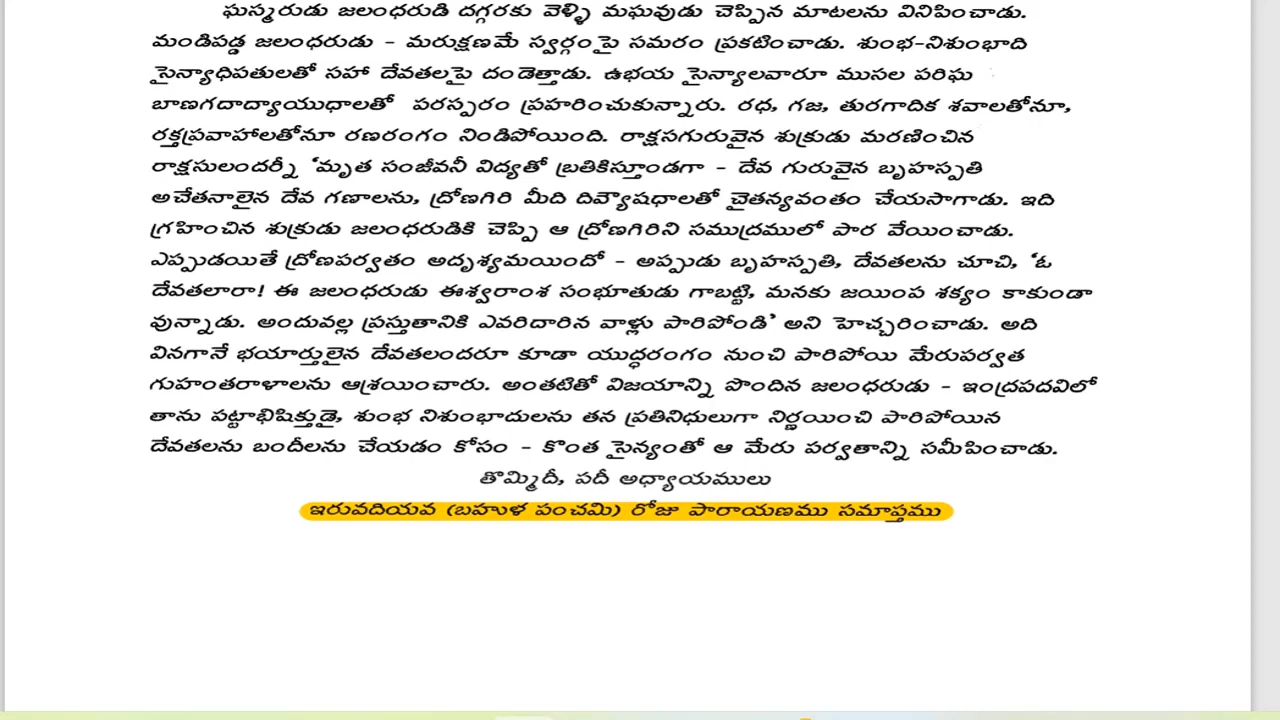 ఘస్మరుడు జలంధరుడి దగ్గరకు వెళ్ళి మఘవుడు చెప్పిన మాటలను వినిపించాడు.
మండిపడ్డ జలంధరుడు - మరుక్షణమే స్వర్గంపై సమరం ప్రకటించాడు. శుంభ-నిశుంభాది
సైన్యాధిపతులతో సహా దేవతలపై దండెత్తాడు. ఉభయ సైన్యాలవారూ ముసల పరిఘ
బాణగదాద్యాయుధాలతో పరస్పరం ప్రహరించుకున్నారు. రథ, గజ, తురగాదిక శవాలతోనూ,
రక్తప్రవాహాలతోనూ రణరంగం నిండిపోయింది. రాక్షసగురువైన శుక్రుడు మరణించిన
రాక్షసులందర్నీ 'మృత సంజీవనీ విద్యతో బ్రతికిస్తూండగా - దేవ గురువైన బృహస్పతి
అచేతనాలైన దేవ గణాలను, ద్రోణగిరి మీది దివ్యౌషధాలతో చైతన్యవంతం చేయసాగాడు. ఇది
గ్రహించిన శుక్రుడు జలంధరుడికి చెప్పి ఆ ద్రోణగిరిని సముద్రములో పార వేయించాడు.
ఎప్పుడయితే ద్రోణపర్వతం అదృశ్యమయిందో - అప్పుడు బృహస్పతి, దేవతలను చూచి, 'ఓ
దేవతలారా! ఈ జలంధరుడు ఈశ్వరాంశ సంభూతుడు గాబట్టి, మనకు జయింప శక్యం కాకుండా
వున్నాడు. అందువల్ల ప్రస్తుతానికి ఎవరిదారిన వాళ్లు పారిపోండి' అని హెచ్చరించాడు. అది
వినగానే భయార్తులైన దేవతలందరూ కూడా యుద్ధరంగం నుంచి పారిపోయి మేరుపర్వత
గుహంతరాళాలను ఆశ్రయించారు. అంతటితో విజయాన్ని పొందిన జలంధరుడు - ఇంద్రపదవిలో
తాను పట్టాభిషిక్తుడై, శుంభ నిశుంభాదులను తన ప్రతినిధులుగా నిర్ణయించి పారిపోయిన
దేవతలను బందీలను చేయడం కోసం - కొంత సైన్యంతో ఆ మేరు పర్వతాన్ని సమీపించాడు.
తొమ్మిదీ, పదీ అధ్యాయములు
ఇరువదియవ (బహుళ పంచమి) రోజు పారాయణము సమాప్తము